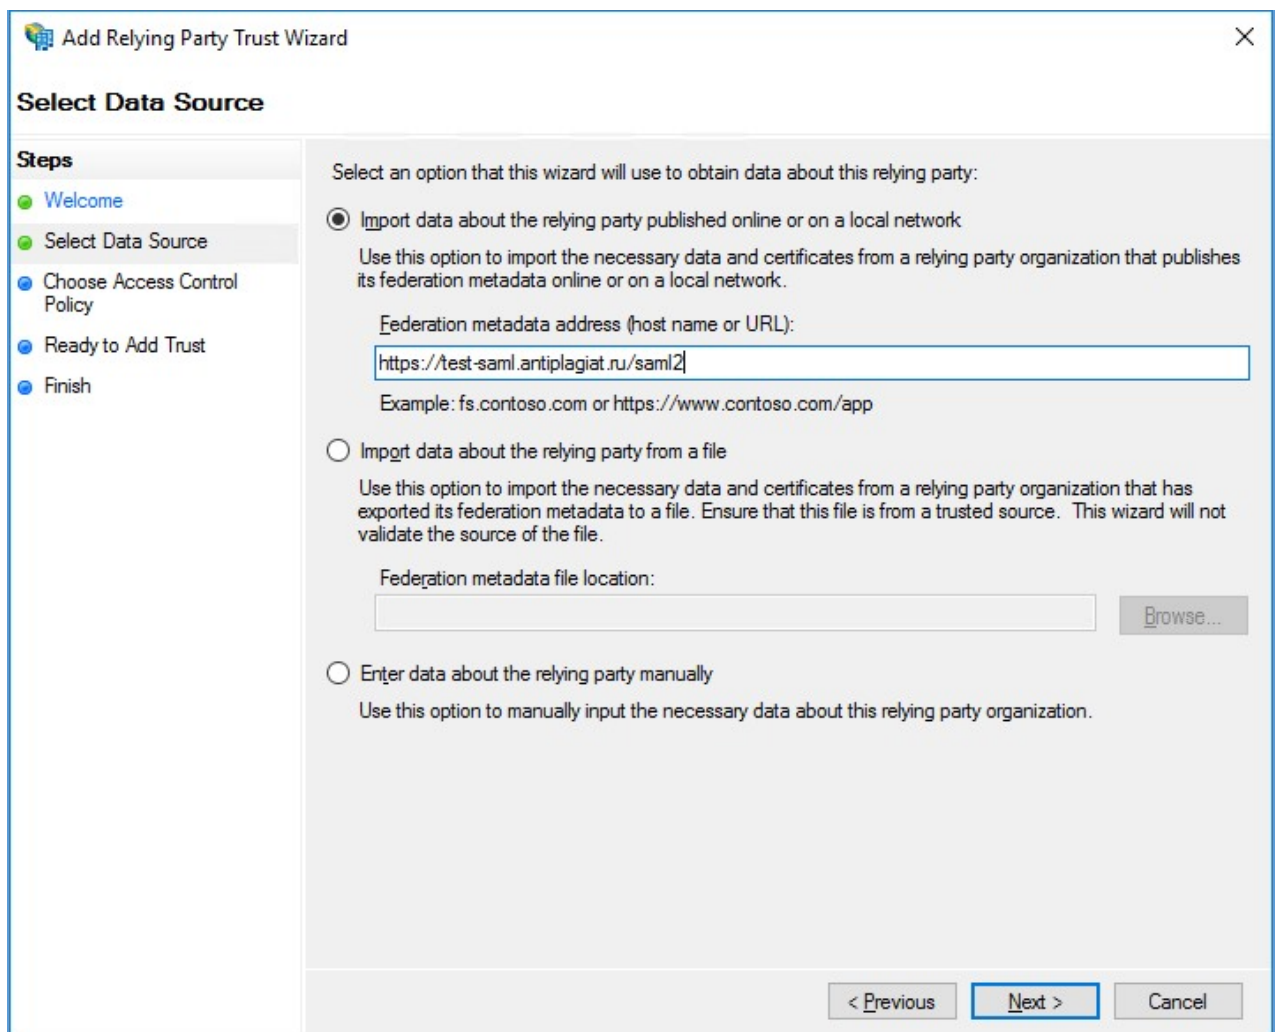 Add Relying Party Trust Wizard
Select Data Source
Steps
Welcome
Select Data Source
Choose Access Control
Policy
Ready to Add Trust
Finish
Select an option that this wizard will use to obtain data about this relying party:
Import data about the relying party published online or on a local network
Use this option to import the necessary data and certificates from a relying party organization that publishes
its federation metadata online or on a local network.
Federation metadata address (host name or URL):
https://test-saml.antiplagiat.ru/saml2
Example: fs.contoso.com or https://www.contoso.com/app
Import data about the relying party from a file
Use this option to import the necessary data and certificates from a relying party organization that has
exported its federation metadata to a file. Ensure that this file is from a trusted source.  This wizard will not
validate the source of the file.
Federation metadata file location:
Browse...
Enter data about the relying party manually
Use this option to manually input the necessary data about this relying party organization.
< Previous
Next >
Cancel